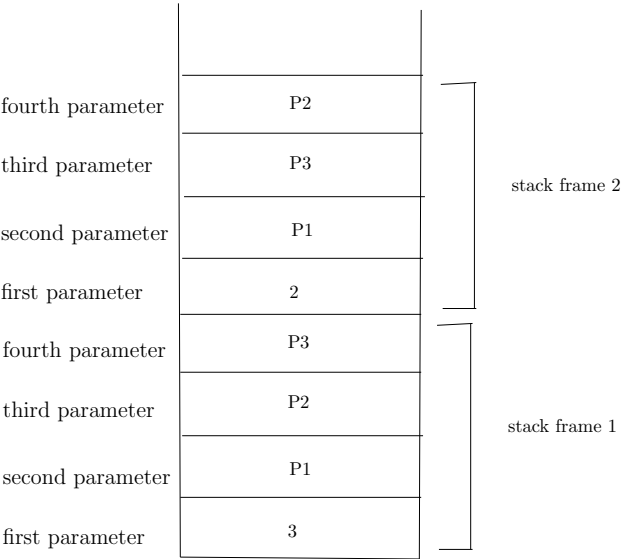 fourth parameter P2
third parameter P3
stack frame 2
second parameter P1
first parameter 2
fourth parameter P3
third parameter P2
stack frame 1
second parameter P1
first parameter 3